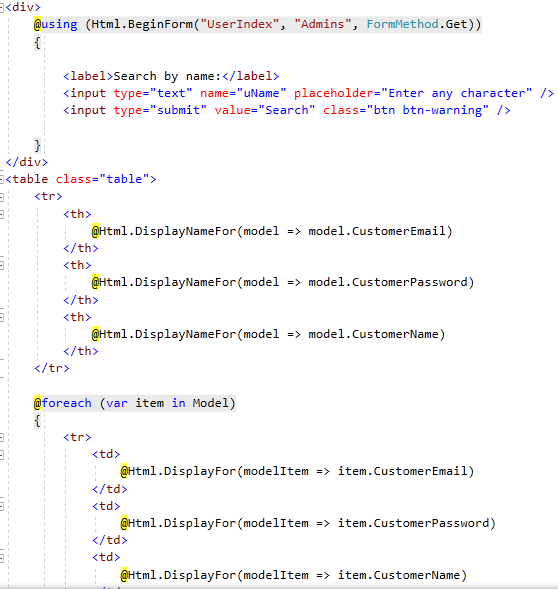 <div>
@using (Html.BeginForm("UserIndex", "Admins", FormMethod.Get))
{
<label>Search by name:</label>
<input type="text" name="uName" placeholder="Enter any character" />
<input type="submit" value="Search" class="btn btn-warning" />
}
</div>
<table class="table">
<tr>
<th>
@Html.DisplayNameFor(model => model.CustomerEmail)
</th>
<th>
@Html.DisplayNameFor(model => model.CustomerPassword)
</th>
<th>
@Html.DisplayNameFor(model => model.CustomerName)
</th>
</tr>
@foreach (var item in Model)
{
<tr>
<td>
@Html.DisplayFor(modelItem => item.CustomerEmail)
</td>
<td>
@Html.DisplayFor(modelItem => item.CustomerPassword)
</td>
<td>
@Html.DisplayFor(modelItem => item.CustomerName)